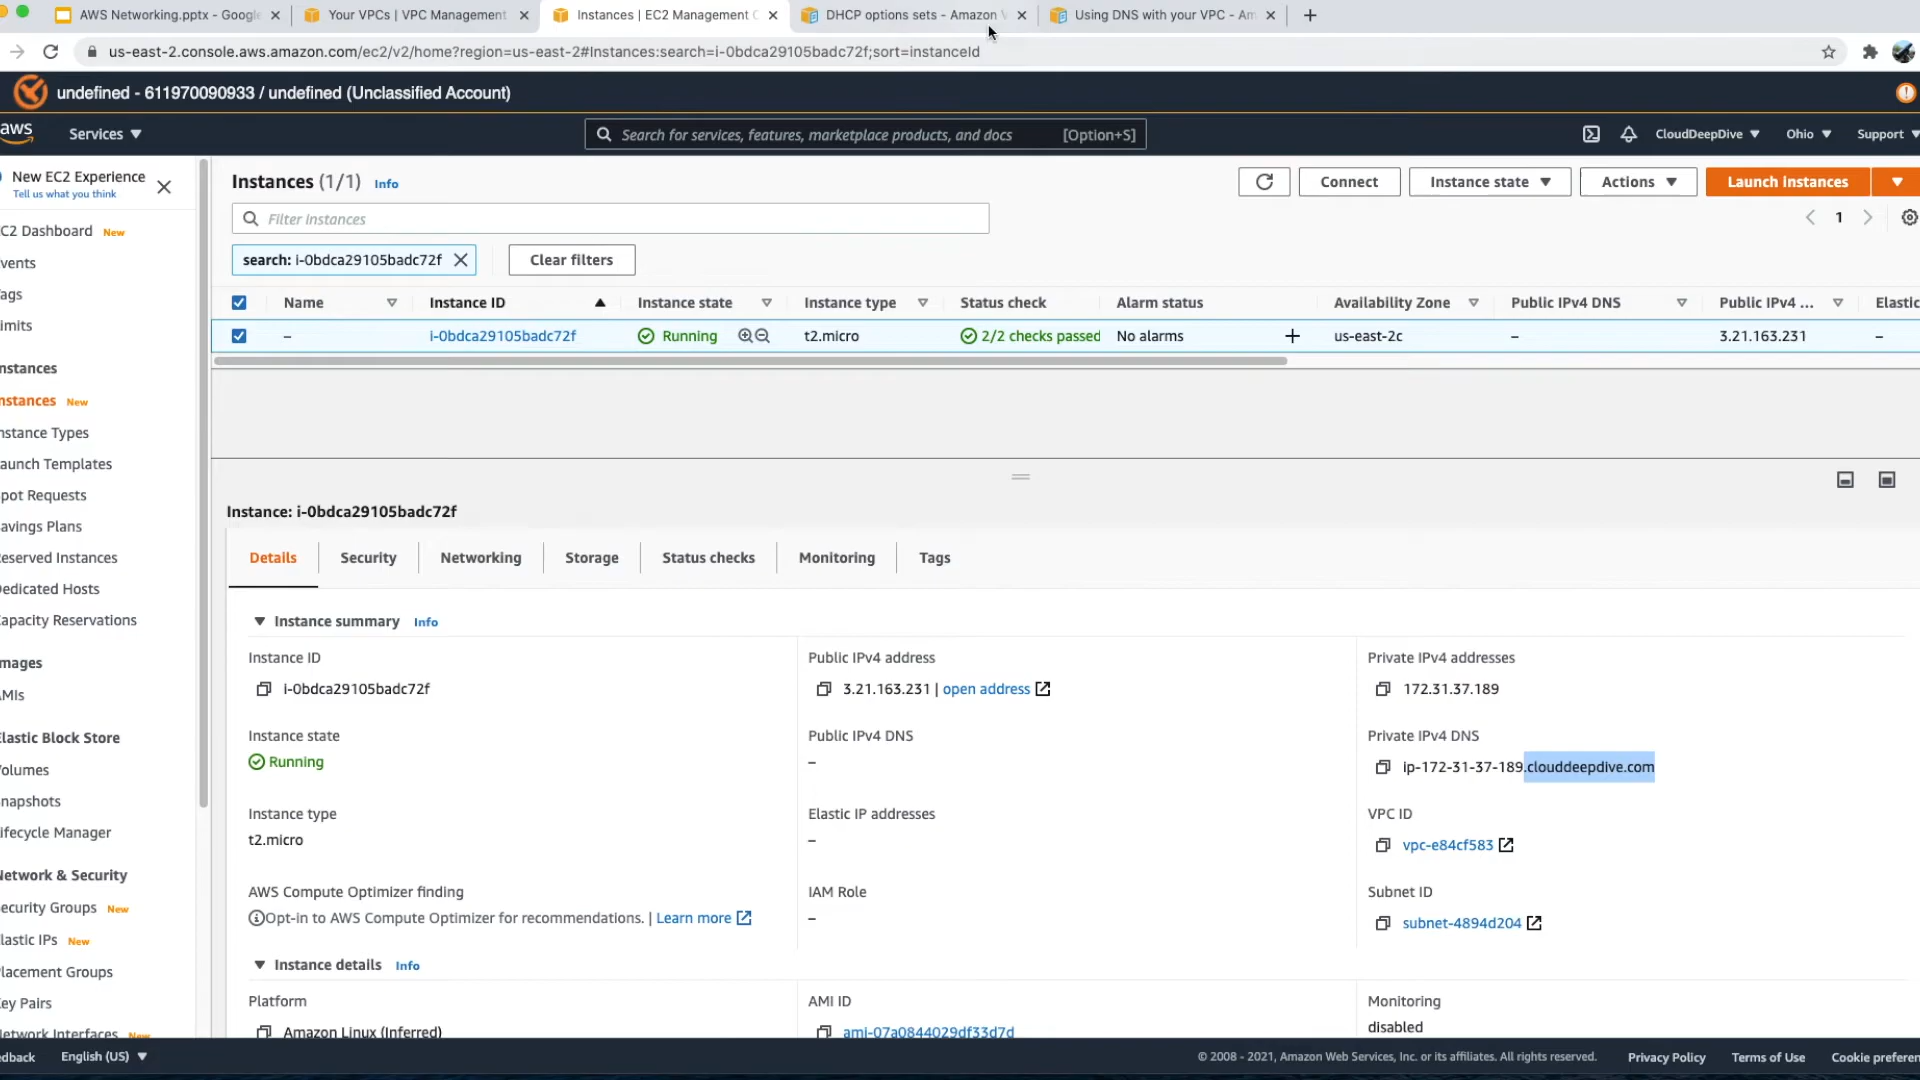 AWS Networking.pptx - Google
Your VPCs | VPC Management
Instances | EC2 Management C
DHCP options sets - Amazon V
Using DNS with your VPC - Am
us-east-2.console.aws.amazon.com/ec2/v2/home?region=us-east-2#Instances:search=i-0bdca29105badc72f;sort=instanceId
undefined - 611970090933 / undefined (Unclassified Account)
aws
Services
Search for services, features, marketplace products, and docs
[Option+S]
CloudDeepDive
Ohio
Support
New EC2 Experience
Tell us what you think
C2 Dashboard New
vents
ags
imits
nstances
nstances New
nstance Types
aunch Templates
pot Requests
avings Plans
eserved Instances
edicated Hosts
apacity Reservations
mages
MIs
lastic Block Store
olumes
napshots
ifecycle Manager
etwork & Security
ecurity Groups New
lastic IPs New
lacement Groups
ey Pairs
etwork Interfaces New
Instances (1/1) Info
Connect
Instance state
Actions
Launch instances
Filter instances
1
search: i-0bdca29105badc72f
Clear filters
Name
Instance ID
Instance state
Instance type
Status check
Alarm status
Availability Zone
Public IPv4 DNS
Public IPv4 ...
Elastic
–
i-0bdca29105badc72f
Running
t2.micro
2/2 checks passed
No alarms
us-east-2c
–
3.21.163.231
–
Instance: i-0bdca29105badc72f
Details
Security
Networking
Storage
Status checks
Monitoring
Tags
Instance summary Info
Instance ID
i-0bdca29105badc72f
Public IPv4 address
3.21.163.231 | open address
Private IPv4 addresses
172.31.37.189
Instance state
Running
Public IPv4 DNS
–
Private IPv4 DNS
ip-172-31-37-189.clouddeepdive.com
Instance type
t2.micro
Elastic IP addresses
–
VPC ID
vpc-e84cf583
AWS Compute Optimizer finding
Opt-in to AWS Compute Optimizer for recommendations. | Learn more
IAM Role
–
Subnet ID
subnet-4894d204
Instance details Info
Platform
Amazon Linux (Inferred)
AMI ID
ami-07a0844029df33d7d
Monitoring
disabled
edback
English (US)
© 2008 - 2021, Amazon Web Services, Inc. or its affiliates. All rights reserved.
Privacy Policy
Terms of Use
Cookie preferen